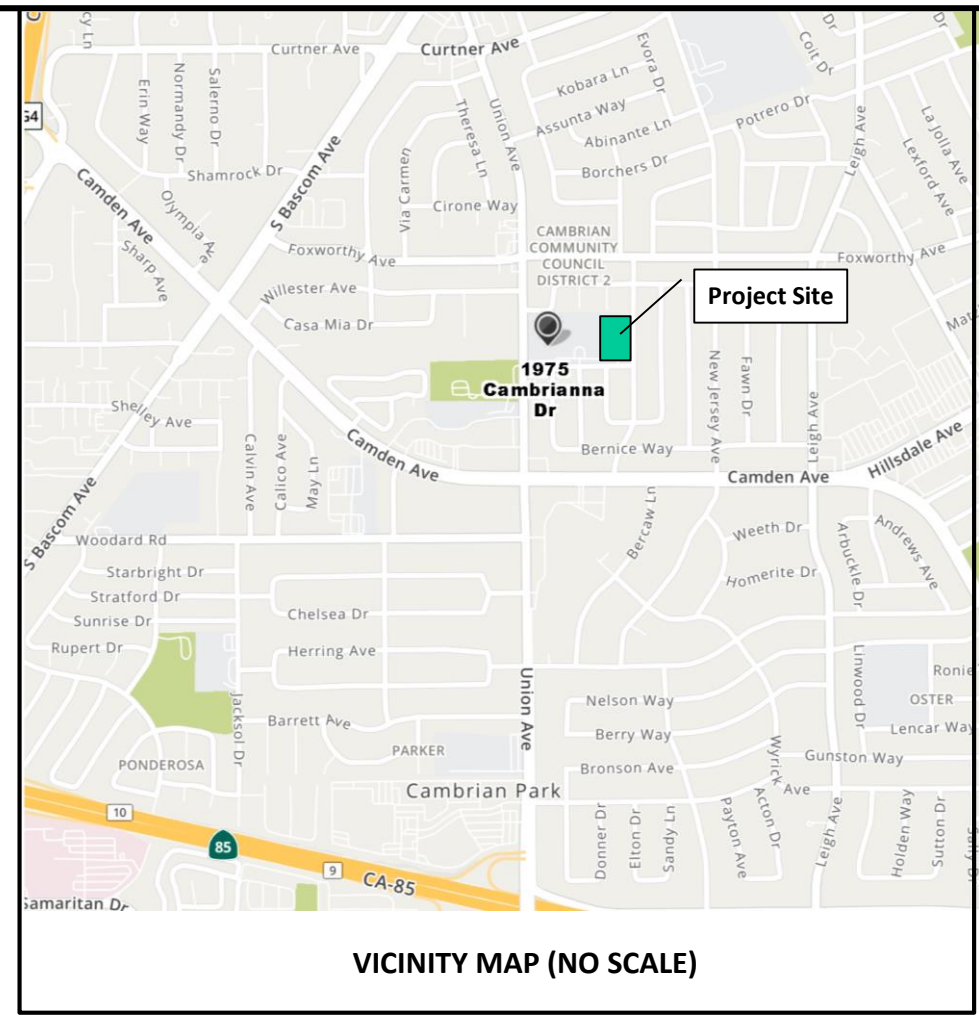 cy Ln
Dr
Curtner Ave
Curtner Ave
Evora Dr
Coit Dr
Dr
Erin Way
Normandy Dr
Salerno Dr
Kobara Ln
Theresa Ln
Union Ave
Assunta Way
Abinante Ln
Potrero Dr
Leigh Ave
La Jolla Ave
Lexford Ave
G4
S Bascom Ave
Shamrock Dr
Via Carmen
Borchers Dr
Camden Ave
Olympia Ave
Cirone Way
Sharp Ave
Foxworthy Ave
CAMBRIAN
COMMUNITY
COUNCIL
DISTRICT 2
Foxworthy Ave
Willester Ave
Project Site
Casa Mia Dr
Mat
1975
Cambrianna
Dr
New Jersey Ave
Fawn Dr
Leigh Ave
Shelley Ave
Calvin Ave
Calico Ave
May Ln
Camden Ave
Bernice Way
Hillsdale Ave
Camden Ave
S Bascom Ave
Bercaw Ln
Weeth Dr
Arbuckle Dr
Andrews Ave
Woodard Rd
Starbright Dr
Homerite Dr
Stratford Dr
Sunrise Dr
Chelsea Dr
Rupert Dr
Herring Ave
Linwood Dr
Ronie
Jacksol Dr
Union Ave
Nelson Way
OSTER
Barrett Ave
Berry Way
Lencar Way
PARKER
Wyrick Ave
Gunston Way
PONDEROSA
Bronson Ave
Cambrian Park
10
Donner Dr
Elton Dr
Sandy Ln
Payton Ave
Acton Dr
Leigh Ave
Holden Way
Sutton Dr
85
9
CA-85
Samaritan Dr
VICINITY MAP (NO SCALE)